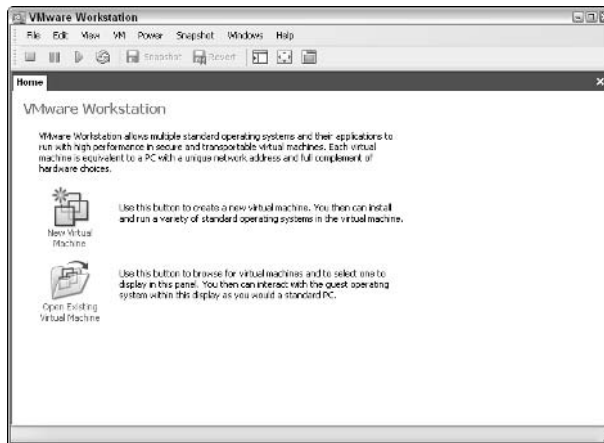 VMware Workstation
File Edit View VM Power Snapshot Windows Help
Snapshot Revert
Home
VMware Workstation
VMware Workstation allows multiple standard operating systems and their applications to
run with high performance in secure and transportable virtual machines. Each virtual
machine is equivalent to a PC with a unique network address and full complement of
hardware choices.
Use this button to create a new virtual machine. You then can install
and run a variety of standard operating systems in the virtual machine.
New Virtual
Machine
Use this button to browse for virtual machines and to select one to
display in this panel. You then can interact with the guest operating
system within this display as you would a standard PC.
Open Existing
Virtual Machine